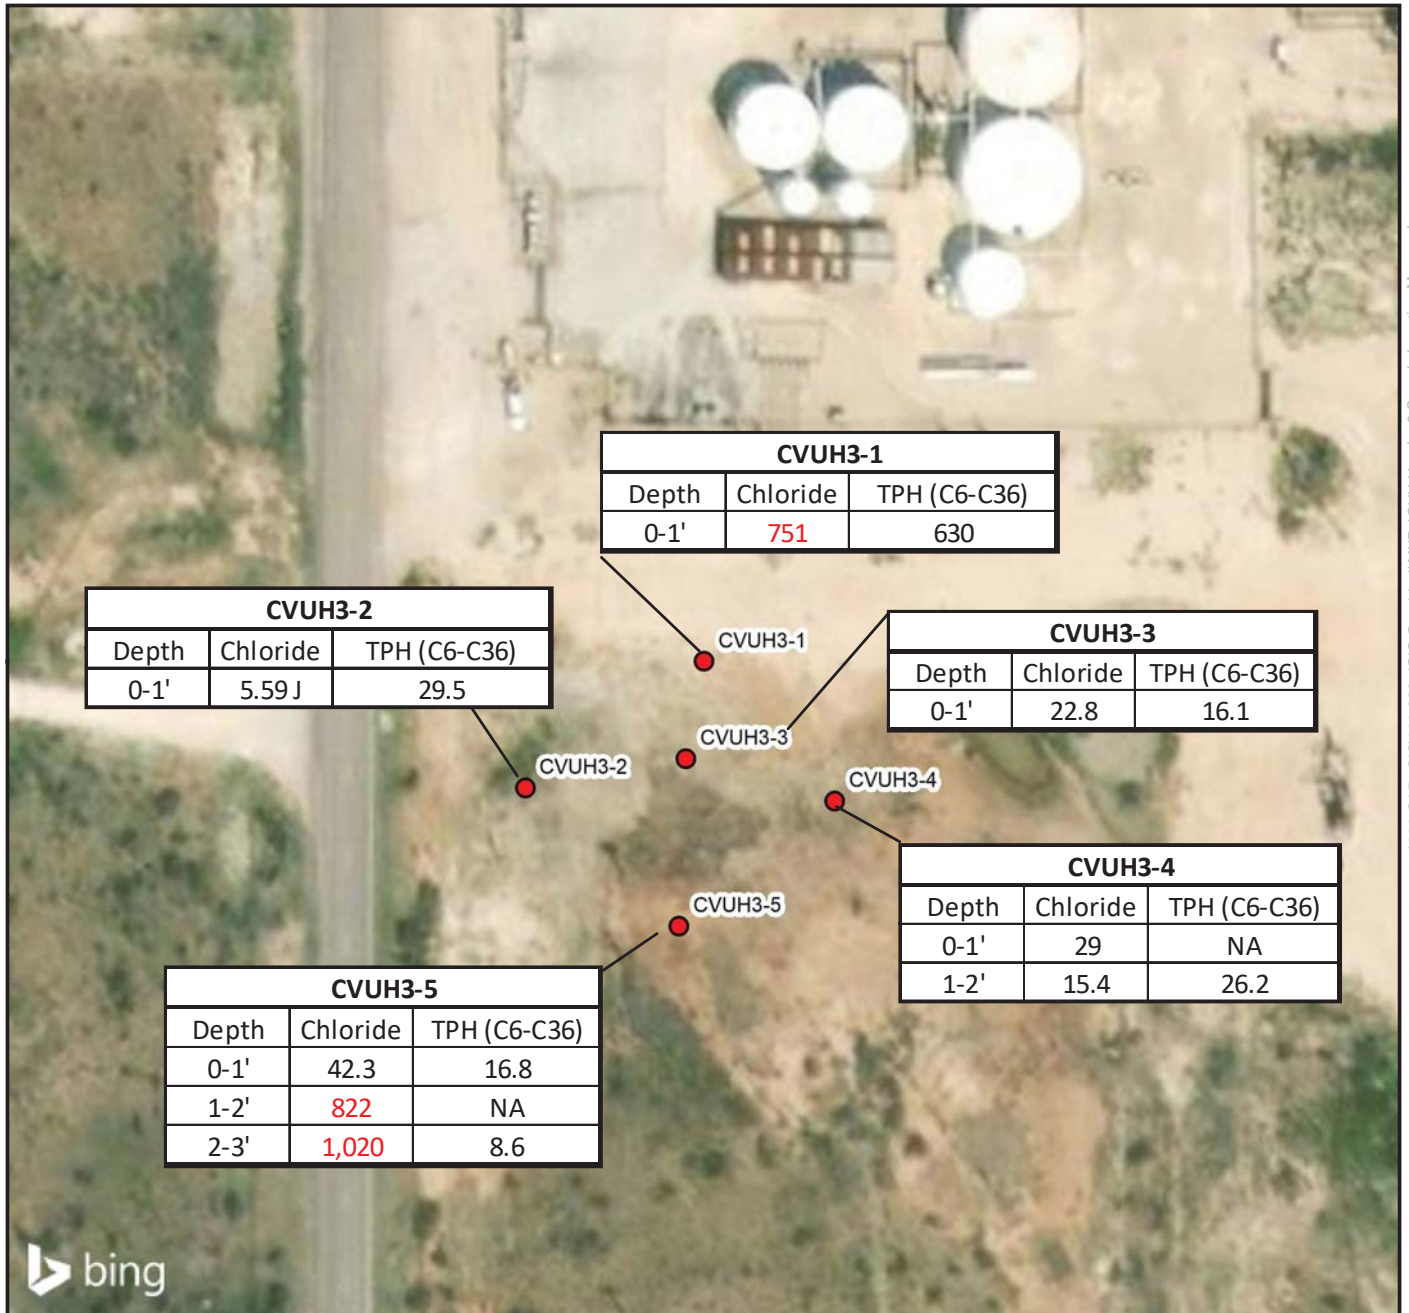 CVUH3-1
Depth Chloride TPH (C6-C36)
0-1' 751 630
CVUH3-2
Depth Chloride TPH (C6-C36)
0-1' 5.59 J 29.5
CVUH3-3
Depth Chloride TPH (C6-C36)
0-1' 22.8 16.1
CVUH3-1
CVUH3-3
CVUH3-2
CVUH3-4
CVUH3-4
Depth Chloride TPH (C6-C36)
0-1' 29 NA
1-2' 15.4 26.2
CVUH3-5
CVUH3-5
Depth Chloride TPH (C6-C36)
0-1' 42.3 16.8
1-2' 822 NA
2-3' 1,020 8.6
bing